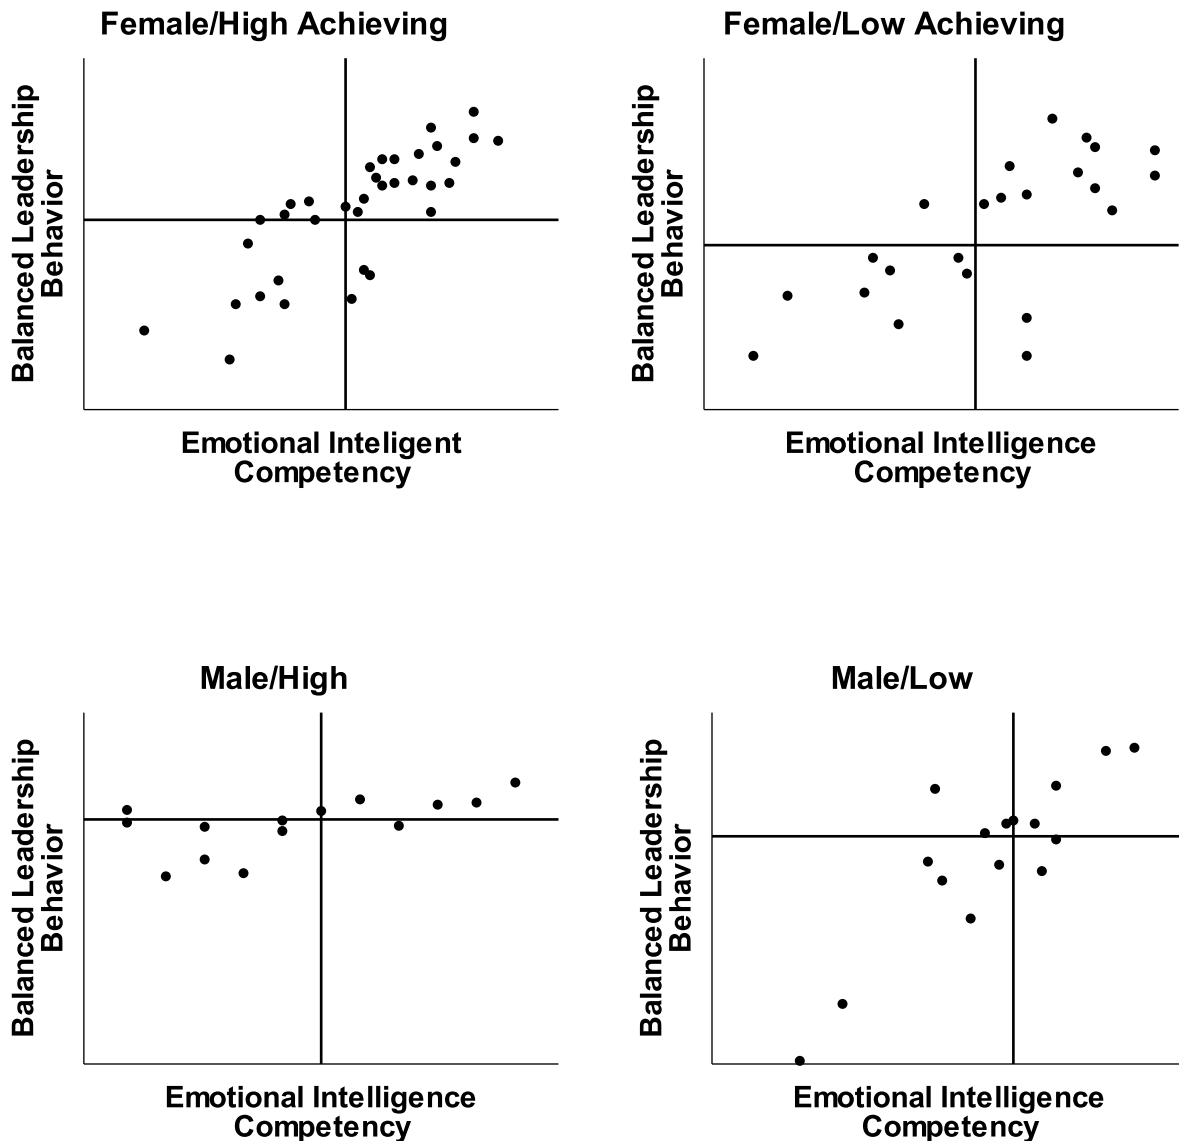 Female/High Achieving
Balanced Leadership
Behavior
Emotional Inteligent
Competency
Female/Low Achieving
Balanced Leadership
Behavior
Emotional Intelligence
Competency
Male/High
Balanced Leadership
Behavior
Emotional Intelligence
Competency
Male/Low
Balanced Leadership
Behavior
Emotional Intelligence
Competency